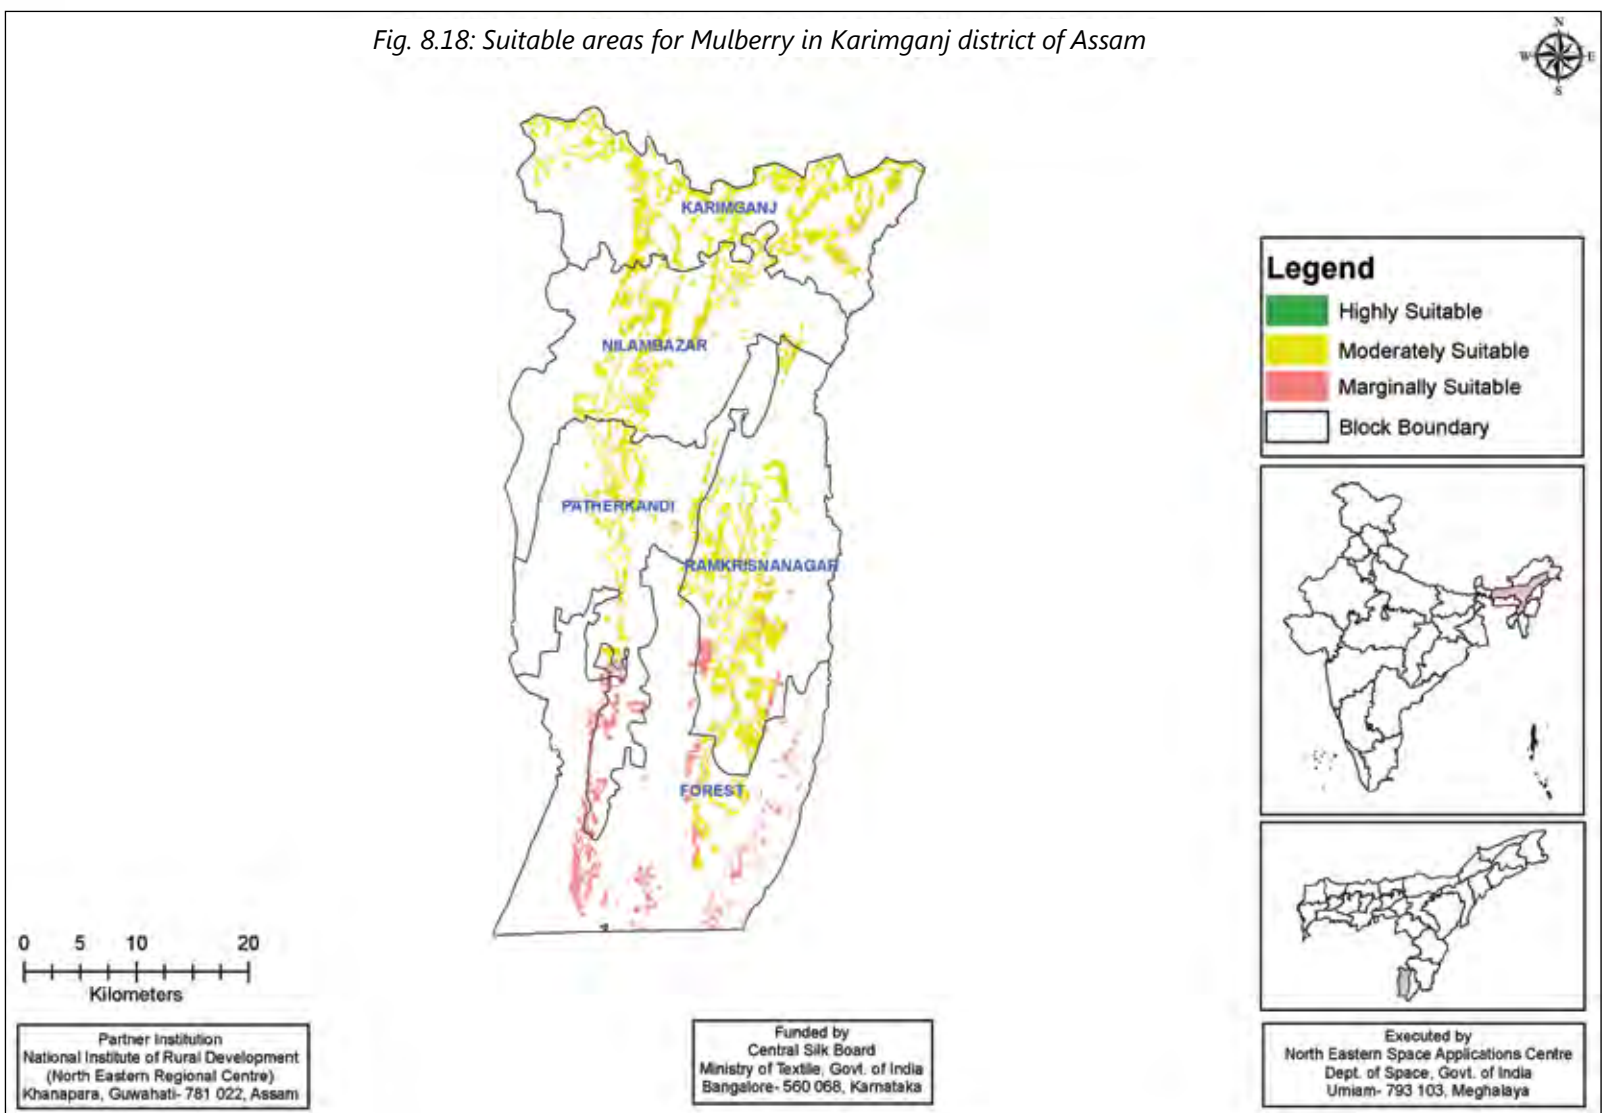 Fig. 8.18: Suitable areas for Mulberry in Karimganj district of Assam
N
W E
S
KARIMGANJ
NILAMBAZAR
PATHERKANDI
RAMKRISNANAGAR
FOREST
Legend
Highly Suitable
Moderately Suitable
Marginally Suitable
Block Boundary
0 5 10 20
Kilometers
Partner Institution
National Institute of Rural Development
(North Eastern Regional Centre)
Khanapara, Guwahati- 781 022, Assam
Funded by
Central Silk Board
Ministry of Textile, Govt. of India
Bangalore- 560 068, Karnataka
Executed by
North Eastern Space Applications Centre
Dept. of Space, Govt. of India
Umiam- 793 103, Meghalaya